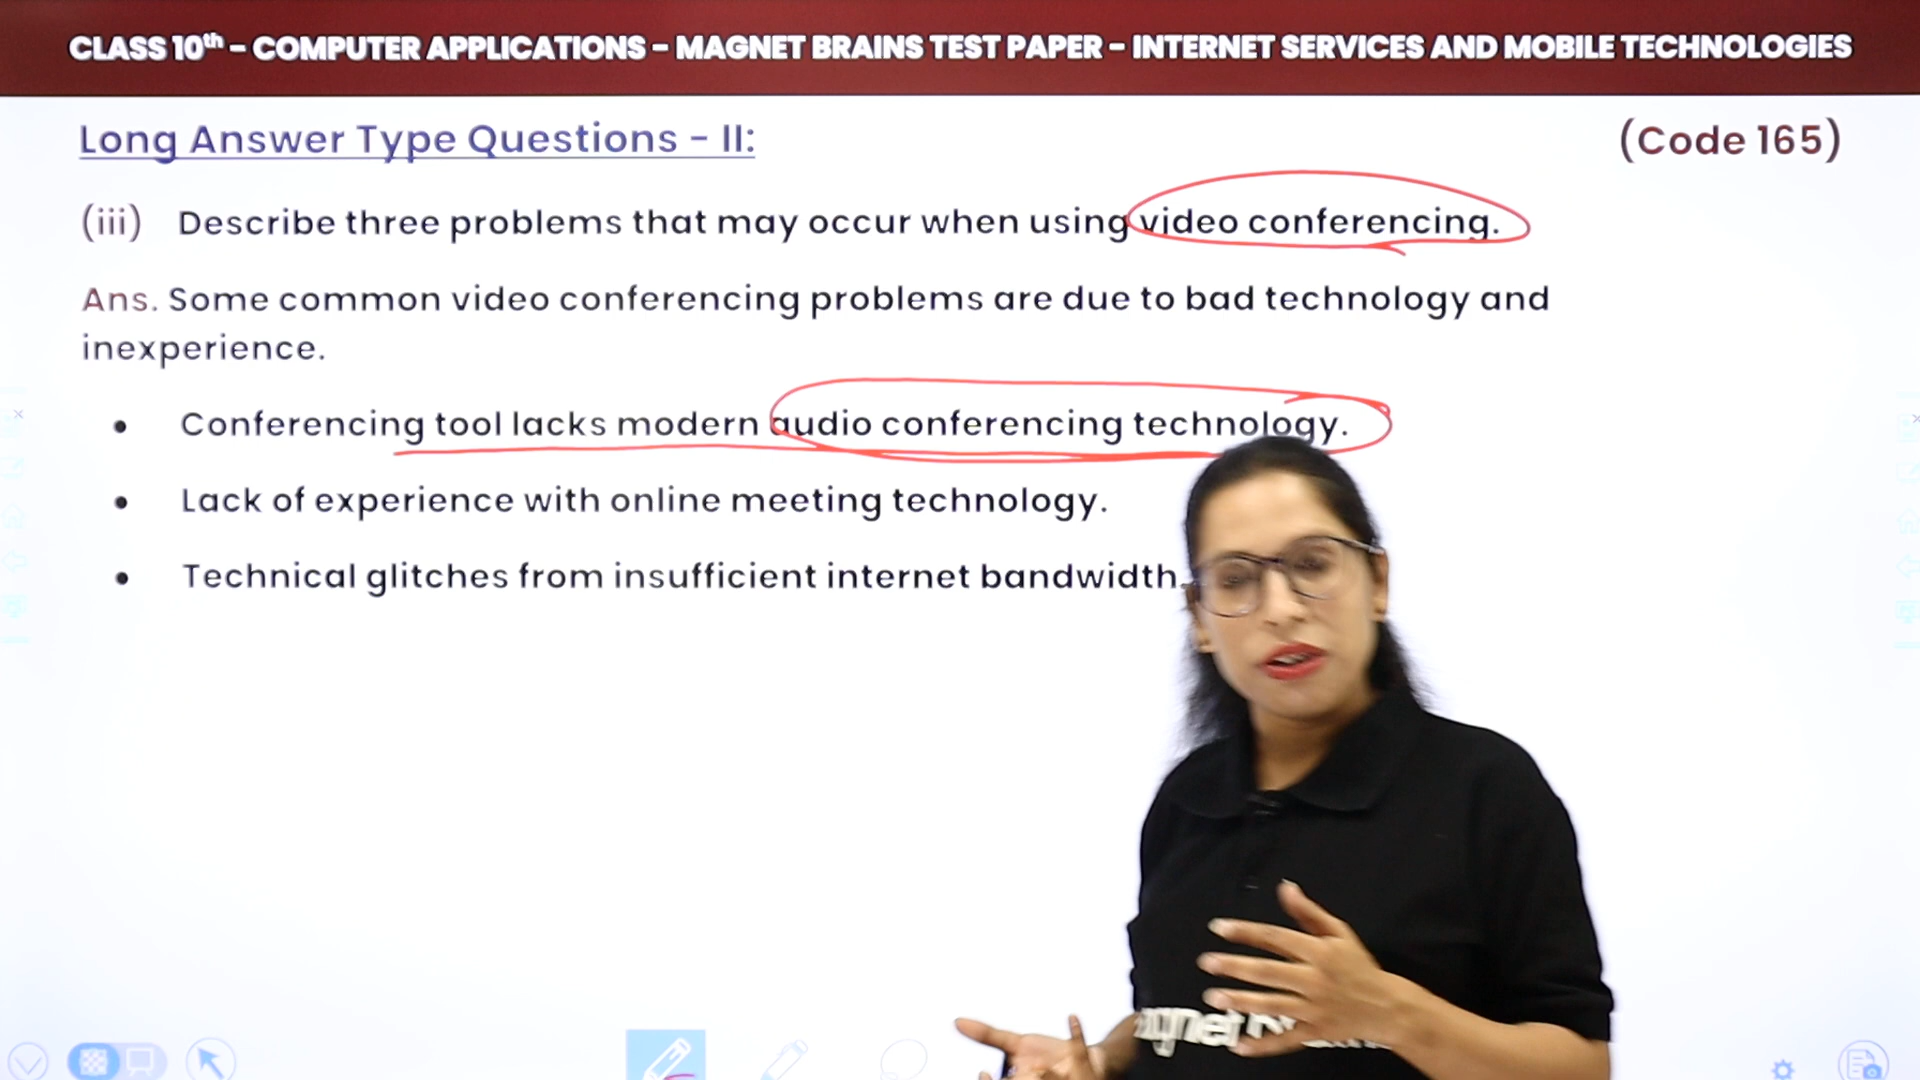 CLASS 10th – COMPUTER APPLICATIONS – MAGNET BRAINS TEST PAPER – INTERNET SERVICES AND MOBILE TECHNOLOGIES
Long Answer Type Questions – II:
(Code 165)
(iii) Describe three problems that may occur when using video conferencing.
Ans. Some common video conferencing problems are due to bad technology and
inexperience.
• Conferencing tool lacks modern audio conferencing technology.
• Lack of experience with online meeting technology.
• Technical glitches from insufficient internet bandwidth.